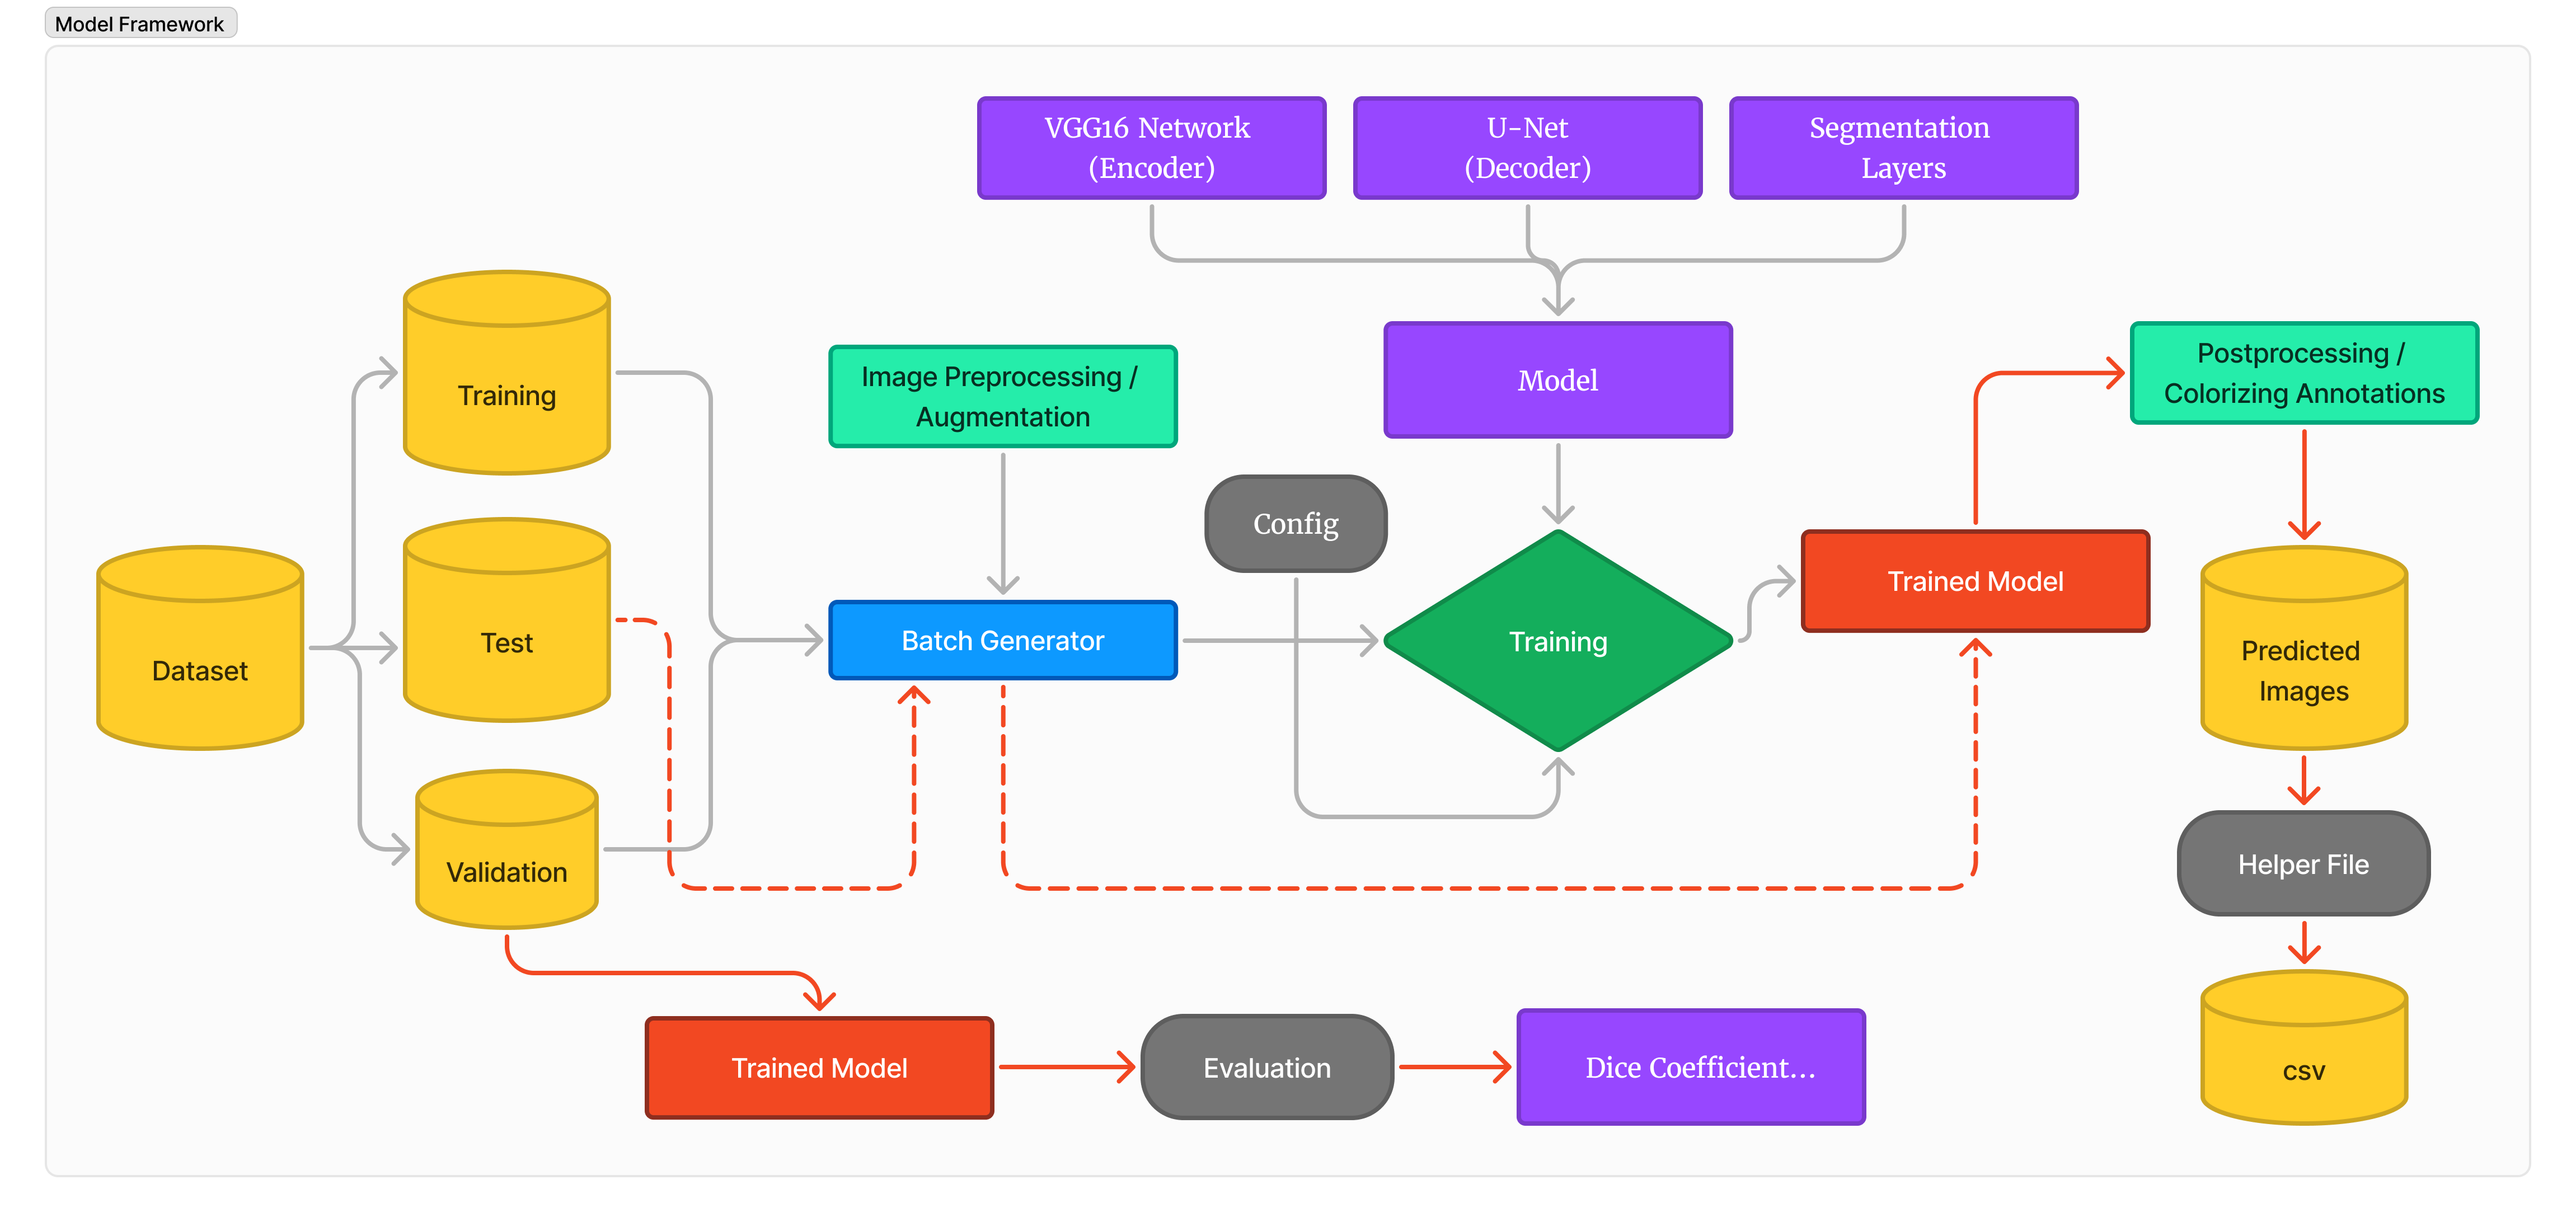 Model Framework
VGG16 Network
(Encoder)
U-Net
(Decoder)
Segmentation
Layers
Training
Image Preprocessing /
Augmentation
Model
Postprocessing /
Colorizing Annotations
Config
Trained Model
Test
Batch Generator
Training
Dataset
Predicted
Images
Validation
Helper File
Trained Model
Evaluation
Dice Coefficient...
csv